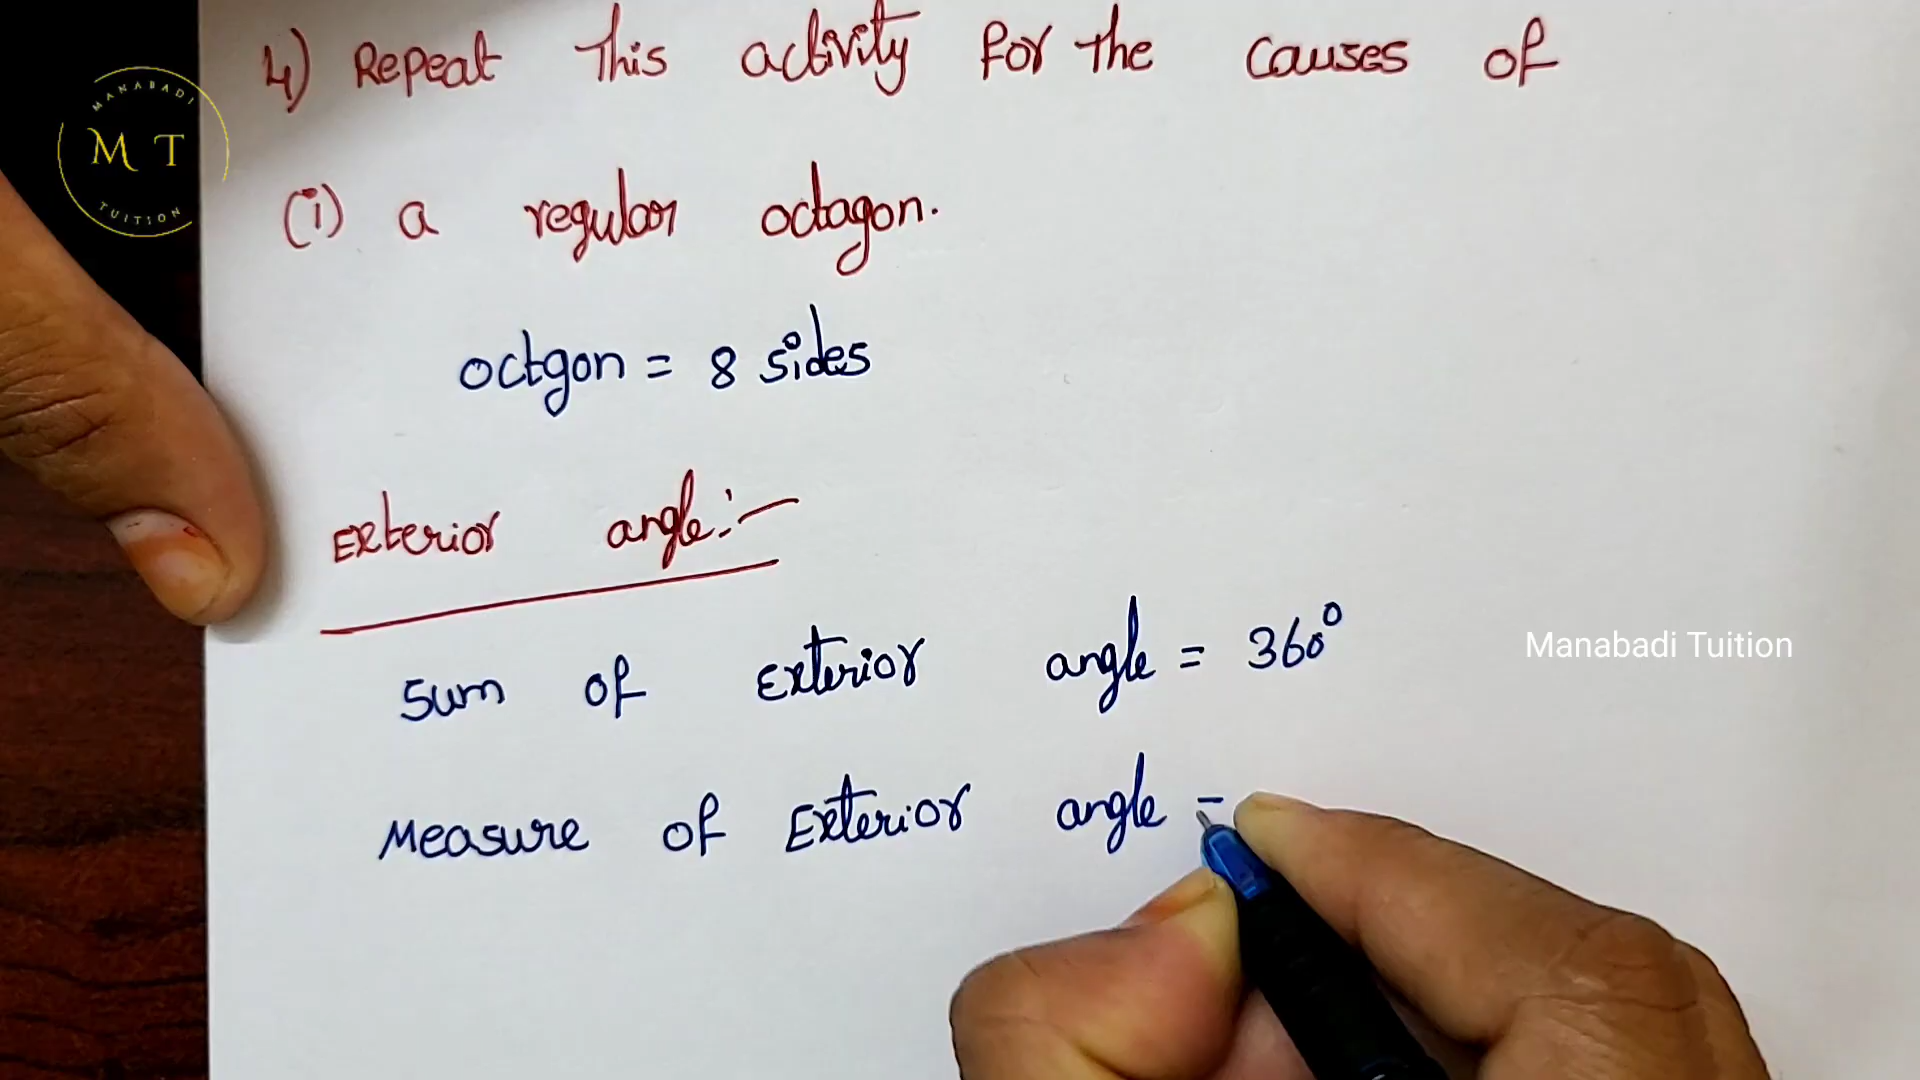 4) Repeat This activity for the causes of
MANABADI
M T
TUITION
(i) a regular octagon.
octgon = 8 sides
Exterior angle:-
Sum of Exterior angle = 360°
Manabadi Tuition
Measure of Exterior angle =